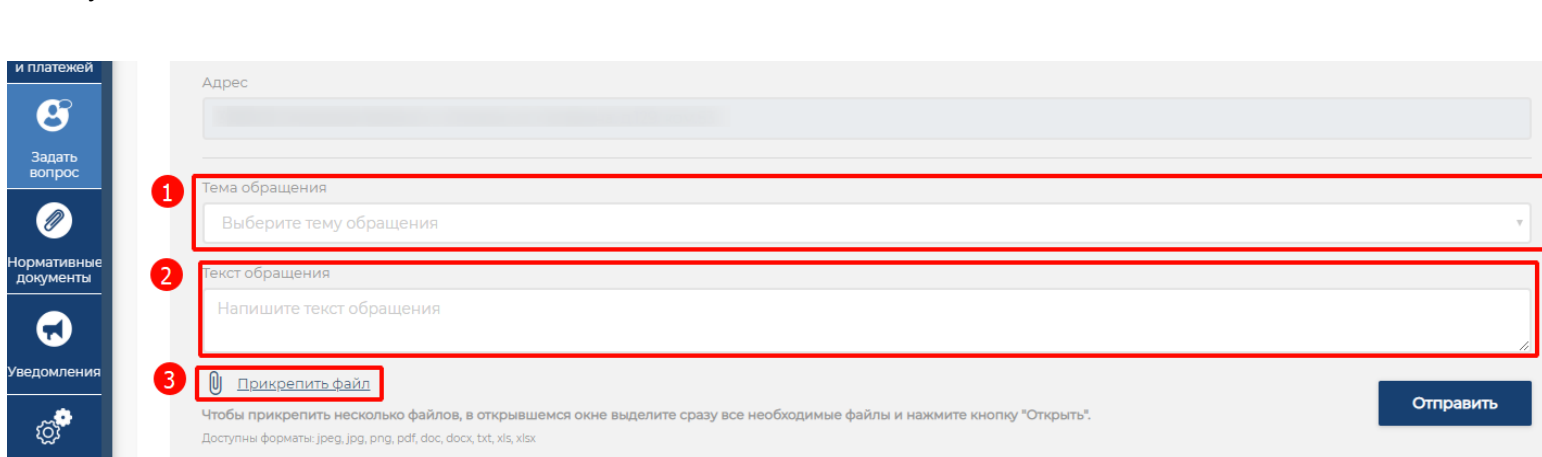 и платежей
Задать
вопрос
Нормативные
документы
Уведомления
Адрес
1
Тема обращения
Выберите тему обращения
2
Текст обращения
Напишите текст обращения
3
Прикрепить файл
Чтобы прикрепить несколько файлов, в открывшемся окне выделите сразу все необходимые файлы и нажмите кнопку "Открыть".
Доступны форматы: jpeg, jpg, png, pdf, doc, docx, txt, xls, xlsx
Отправить